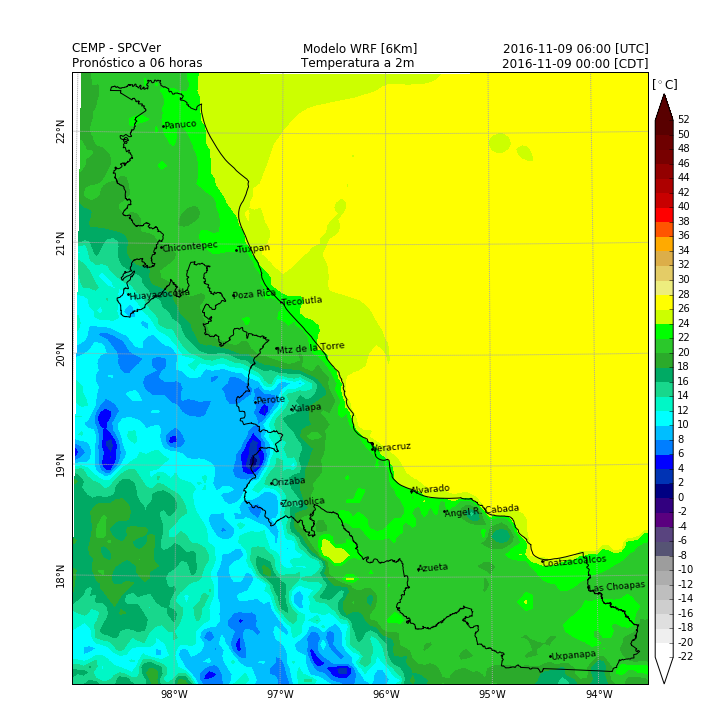 CEMP - SPCVer Modelo WRF [6Km] 2016-11-09 06:00 [UTC]
Pronóstico a 06 horas Temperatura a 2m 2016-11-09 00:00 [CDT]
[°C]
52
50
48
46
44
42
40
38
36
34
32
30
28
26
24
22
20
18
16
14
12
10
8
6
4
2
0
-2
-4
-6
-8
-10
-12
-14
-16
-18
-20
-22
22°N
21°N
20°N
19°N
18°N
Panuco
Chicontepec
Tuxpan
Huayacocotla
Poza Rica
Tecolutla
Mtz de la Torre
Perote
Xalapa
Veracruz
Orizaba
Zongolica
Alvarado
Angel R. Cabada
Azueta
Coatzacoalcos
Las Choapas
Uxpanapa
98°W 97°W 96°W 95°W 94°W